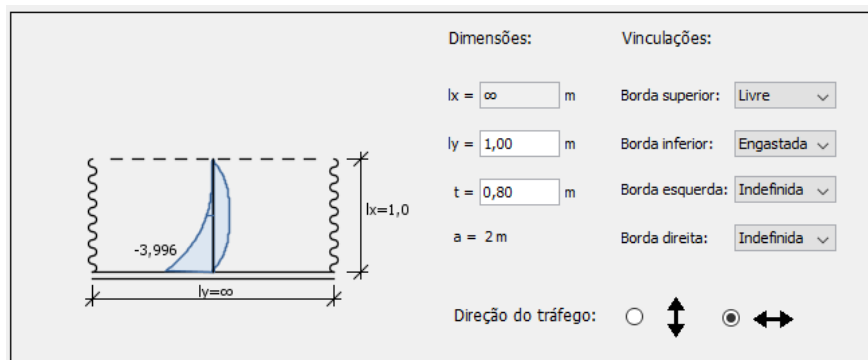 Dimensões:
Vinculações:
lx = ∞ m
Borda superior: Livre
ly = 1,00 m
Borda inferior: Engastada
t = 0,80 m
Borda esquerda: Indefinida
a = 2 m
Borda direita: Indefinida
Direção do tráfego:
lx=1,0
-3,996
ly=∞